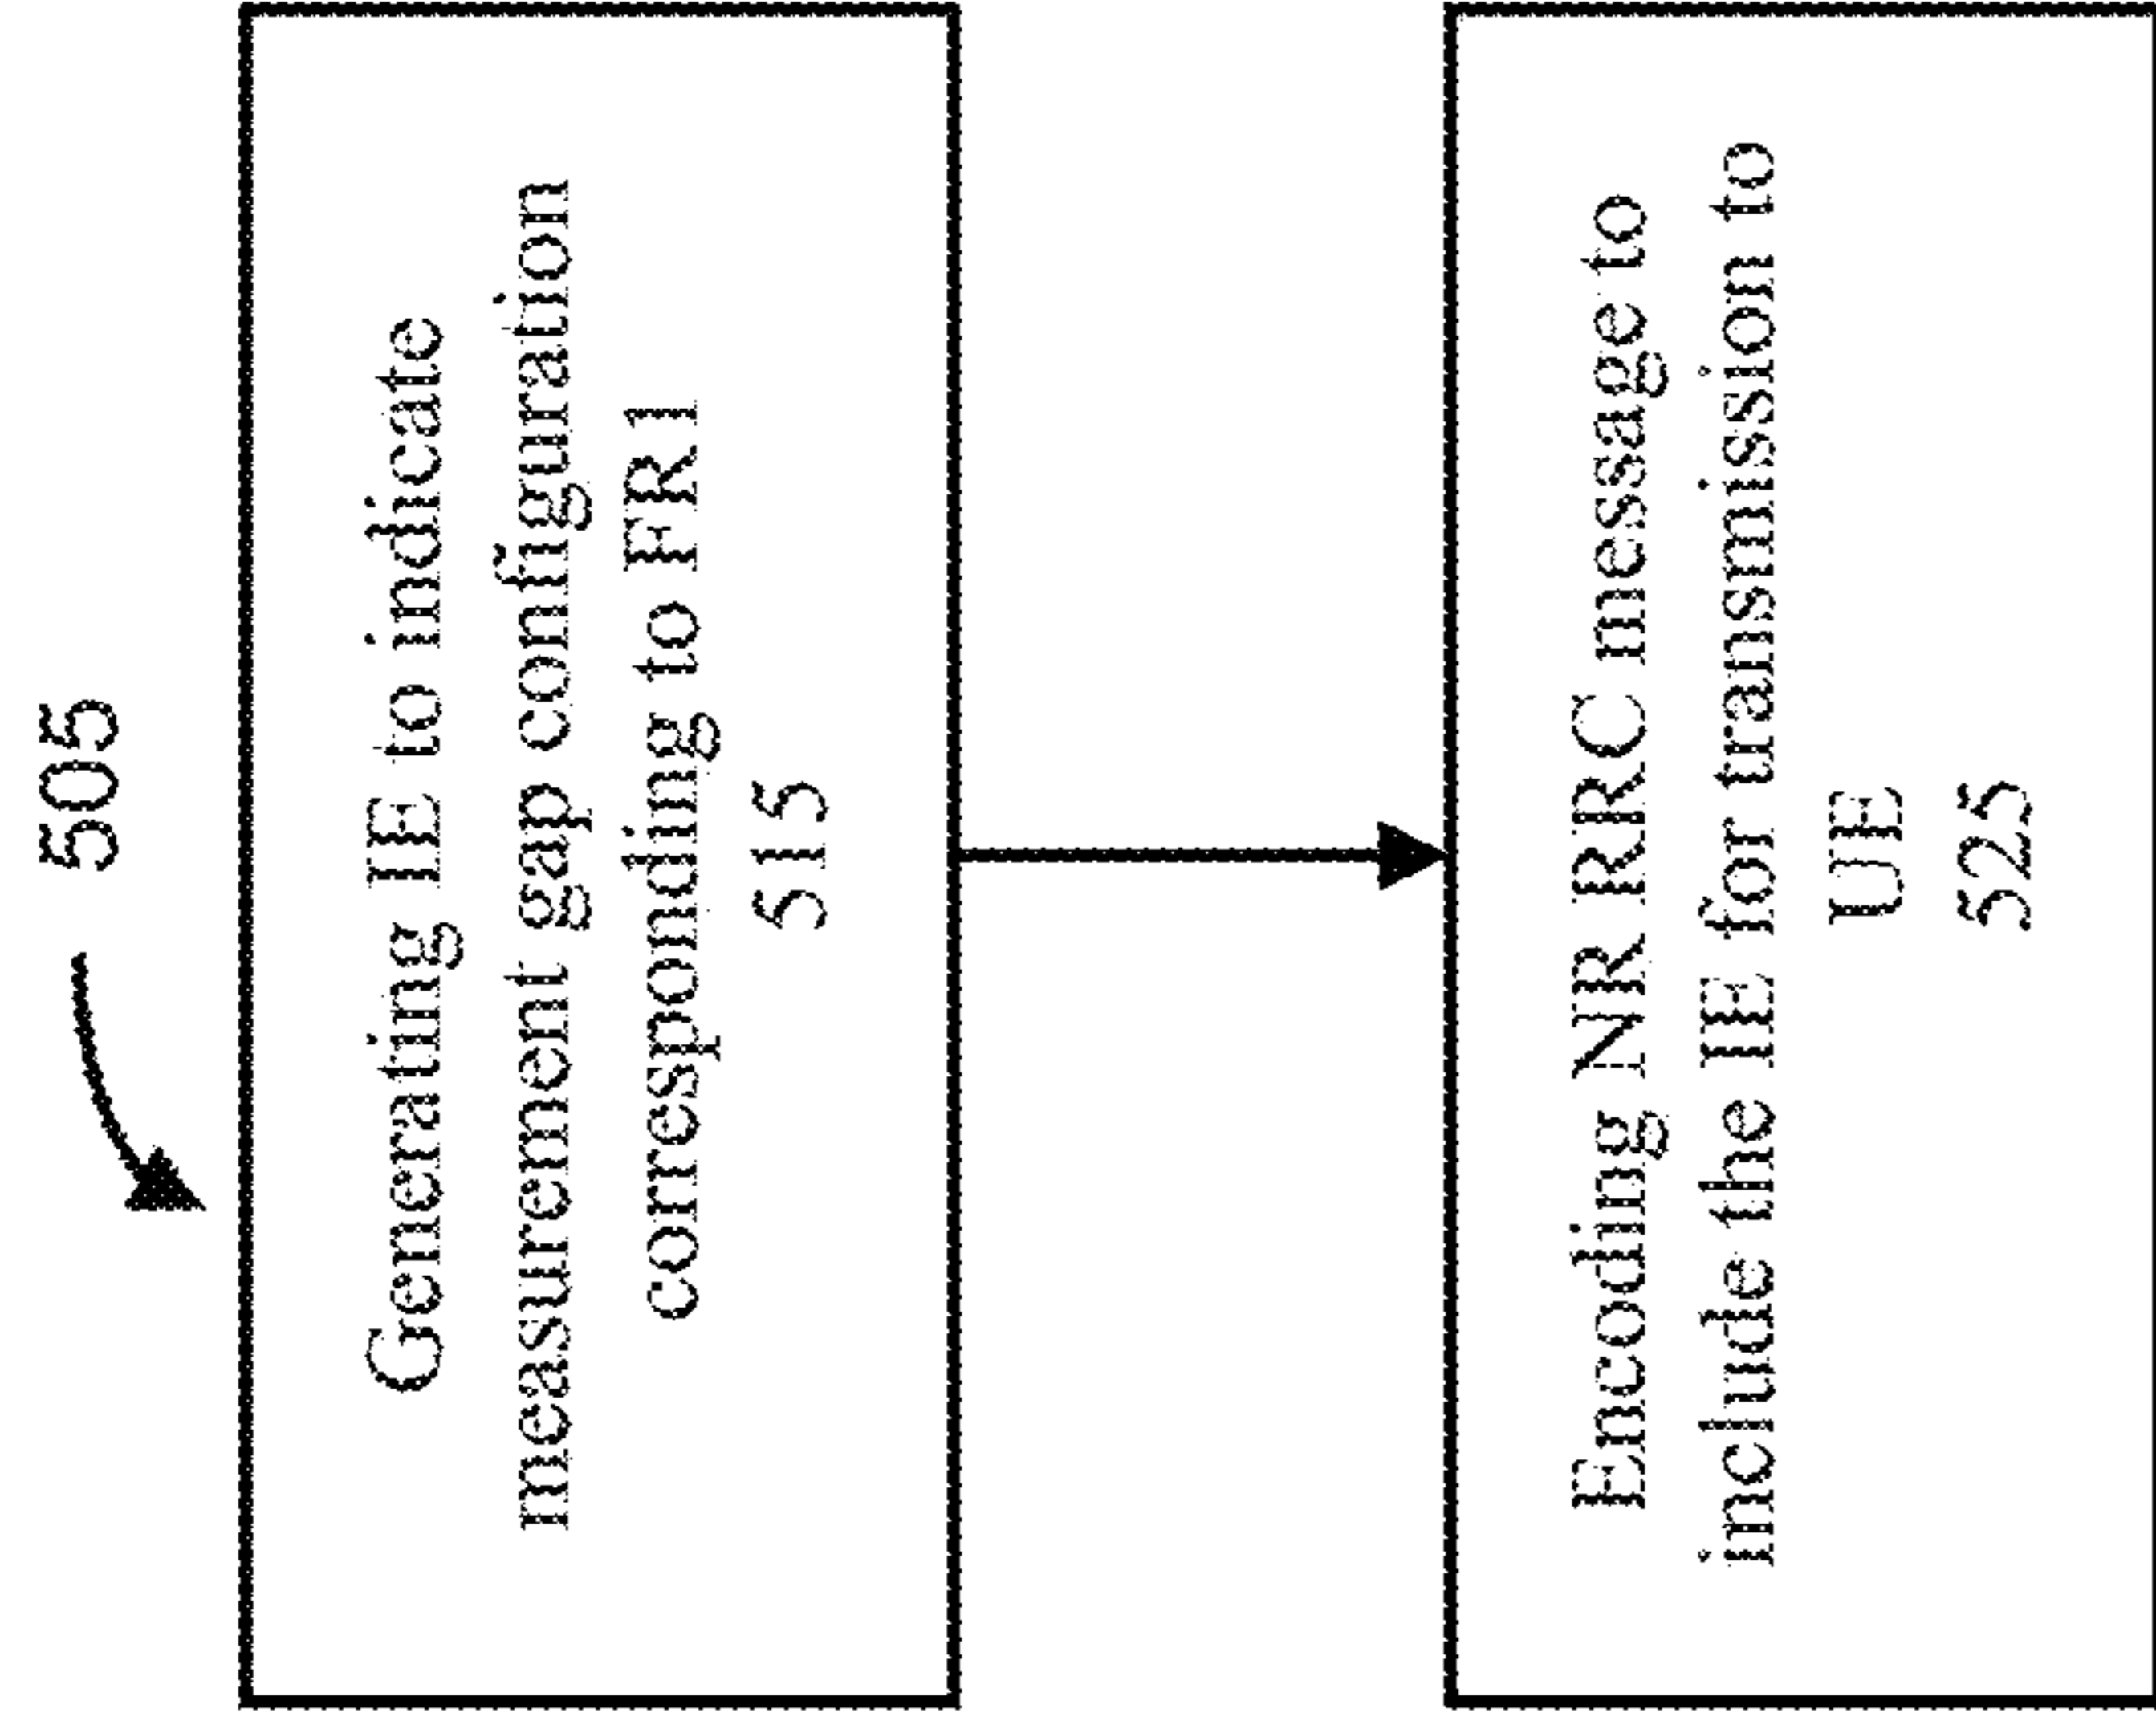 505
Generating IE to indicate
measurement gap configuration
corresponding to FR1
515
Encoding NR RRC message to
include the IE for transmission to
UE
525